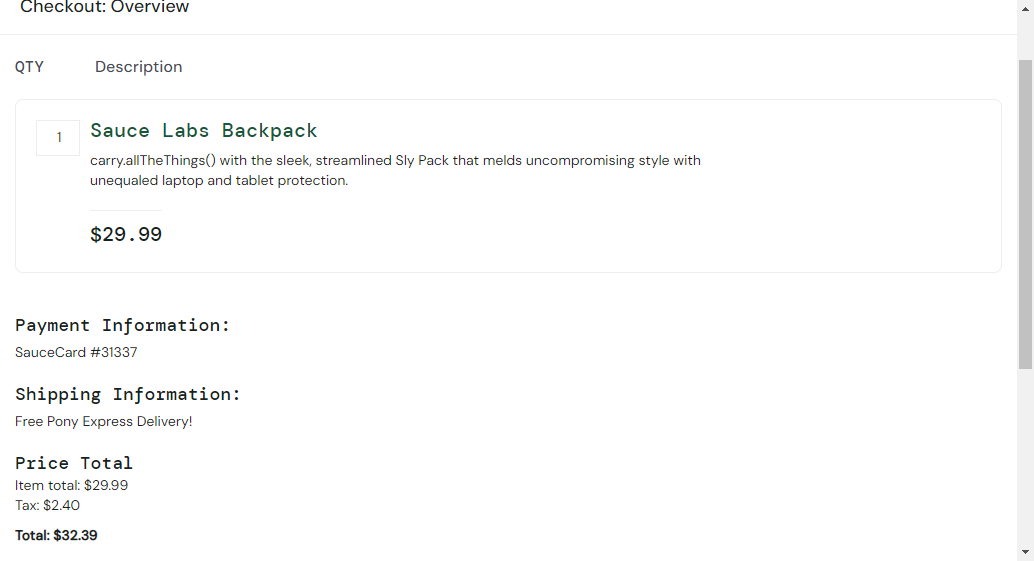 Checkout: Overview
QTY Description
1 Sauce Labs Backpack
carry.allTheThings() with the sleek, streamlined Sly Pack that melds uncompromising style with
unequaled laptop and tablet protection.
$29.99
Payment Information:
SauceCard #31337
Shipping Information:
Free Pony Express Delivery!
Price Total
Item total: $29.99
Tax: $2.40
Total: $32.39